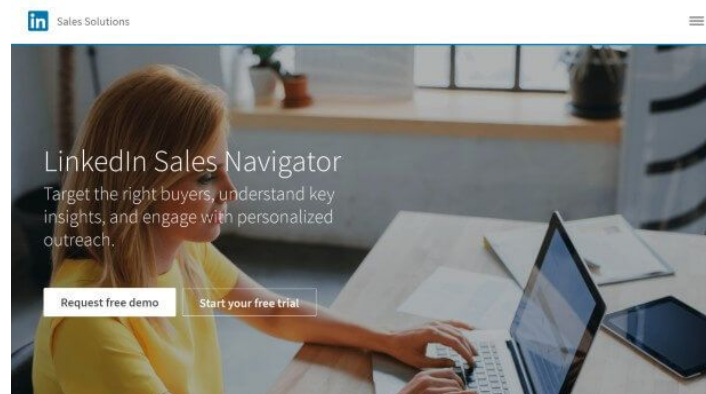 in Sales Solutions
LinkedIn Sales Navigator
Target the right buyers, understand key
insights, and engage with personalized
outreach.
Request free demo
Start your free trial